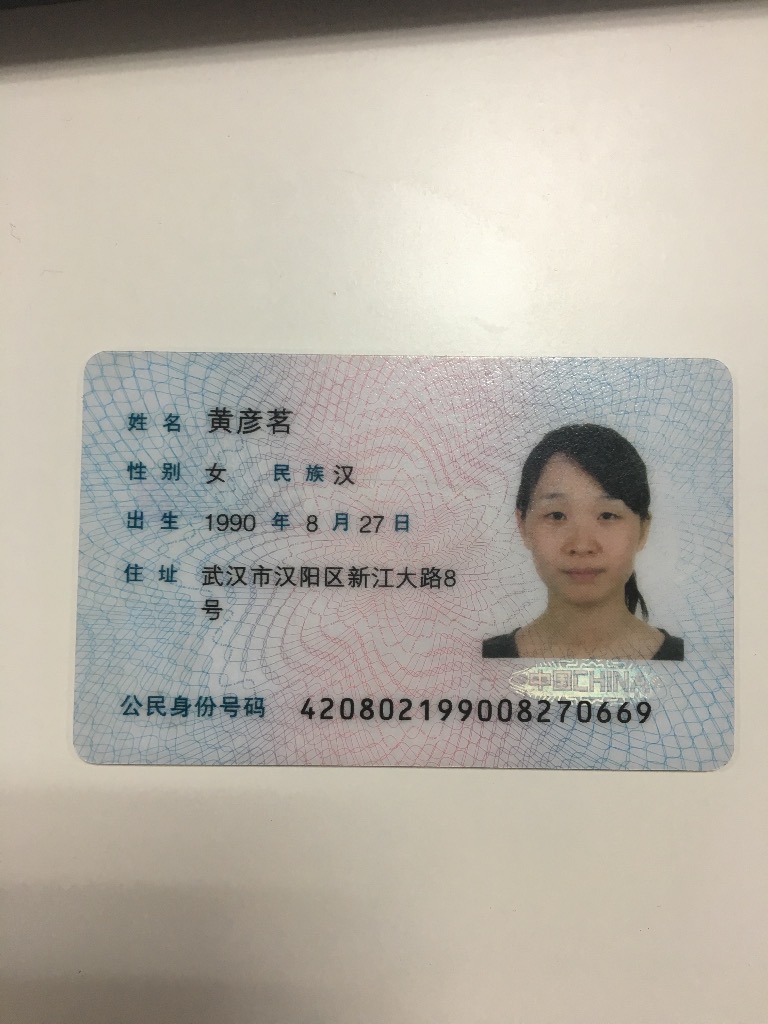 姓名 黄彦茗
性别 女 民族 汉
出生 1990 年 8 月 27 日
住址 武汉市汉阳区新江大路8
号
中国CHINA
公民身份号码 420802199008270669